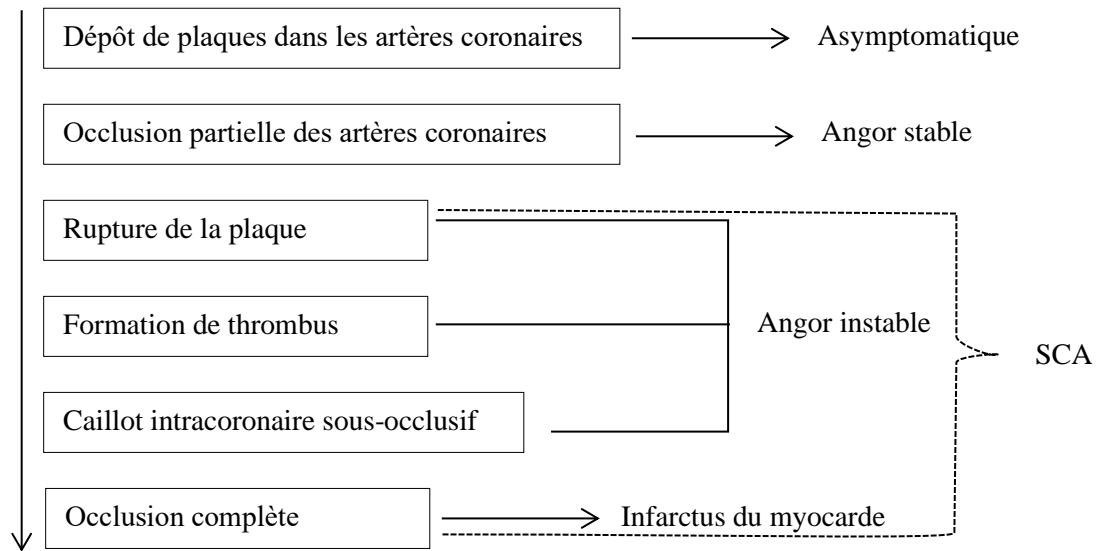 Dépôt de plaques dans les artères coronaires
Asymptomatique
Occlusion partielle des artères coronaires
Angor stable
Rupture de la plaque
Formation de thrombus
Angor instable
SCA
Caillot intracoronaire sous-occlusif
Occlusion complète
Infarctus du myocarde